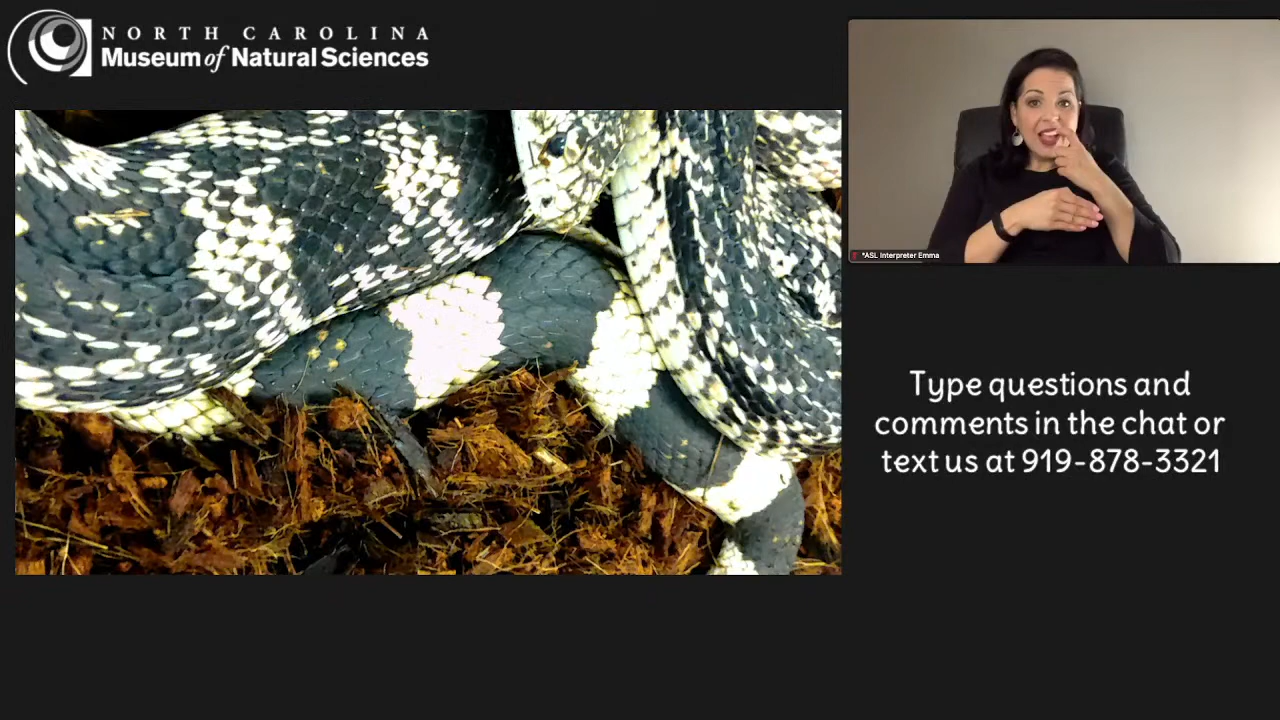 NORTH CAROLINA
Museum of Natural Sciences
*ASL Interpreter Emma
Type questions and
comments in the chat or
text us at 919-878-3321